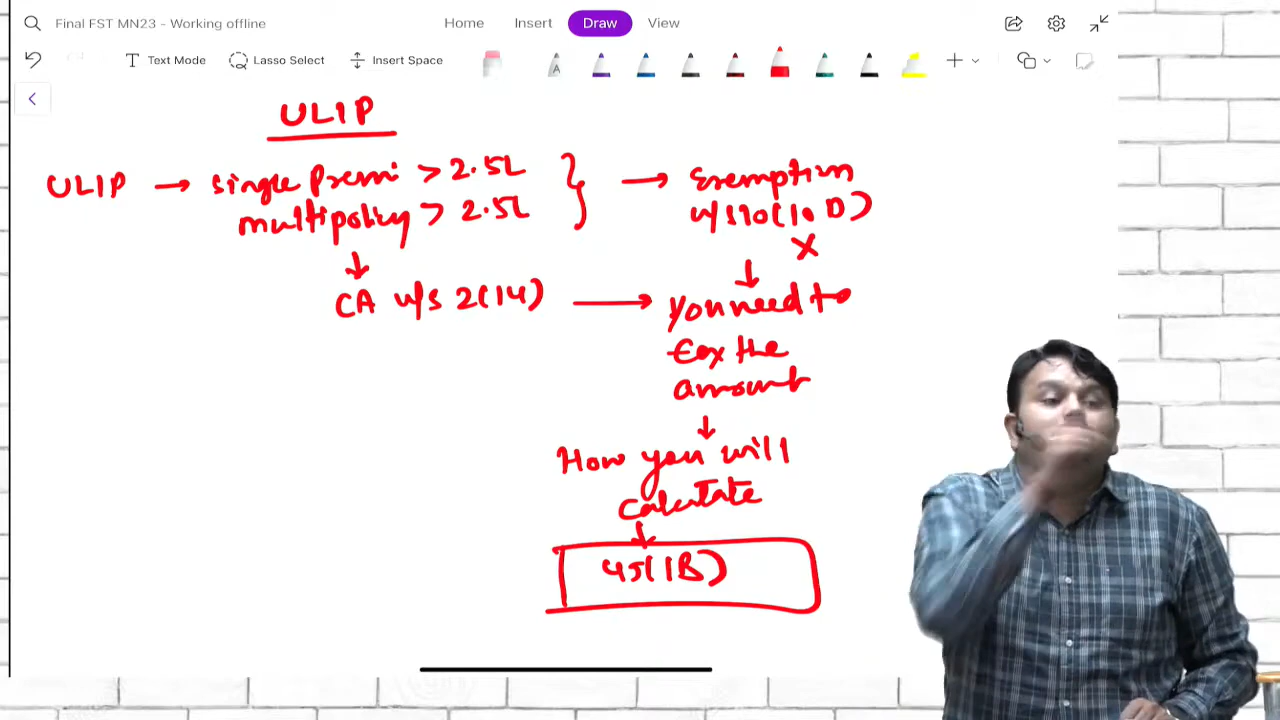 Final FST MN23 - Working offline
Home Insert Draw View
Text Mode Lasso Select Insert Space
ULIP
ULIP → single Premi > 2.5L } → Exemption
multipolicy > 2.5L u/s 10(10D)
X
↓ ↓
CA u/s 2(14) → you need to
tax the
amount
↓
How you will
calculate
↓
45(1B)